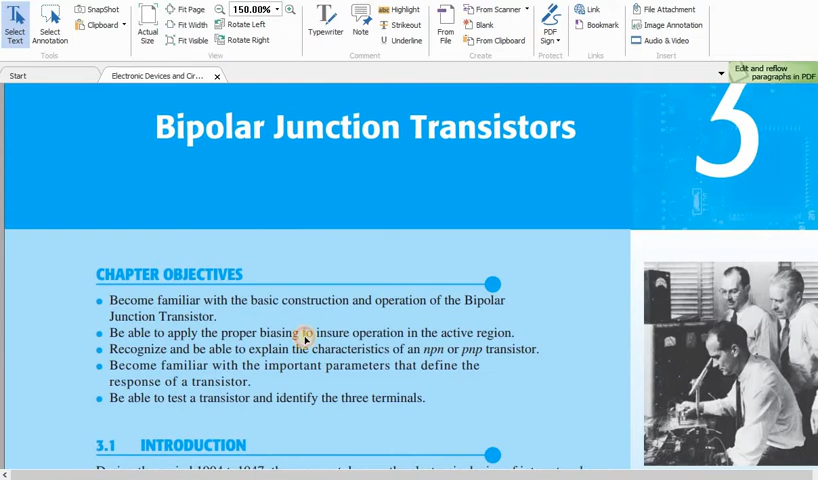 Select Text
Select Annotation
SnapShot
Clipboard
Tools
Actual Size
Fit Page
Fit Width
Fit Visible
150.00%
Rotate Left
Rotate Right
View
Typewriter
Note
Highlight
Strikeout
Underline
Comment
From File
From Scanner
Blank
From Clipboard
Create
PDF Sign
Protect
Link
Bookmark
Links
File Attachment
Image Annotation
Audio & Video
Insert
Start
Electronic Devices and Cir...
Edit and reflow
paragraphs in PDF
Bipolar Junction Transistors
3
CHAPTER OBJECTIVES
● Become familiar with the basic construction and operation of the Bipolar
Junction Transistor.
● Be able to apply the proper biasing to insure operation in the active region.
● Recognize and be able to explain the characteristics of an npn or pnp transistor.
● Become familiar with the important parameters that define the
response of a transistor.
● Be able to test a transistor and identify the three terminals.
3.1 INTRODUCTION